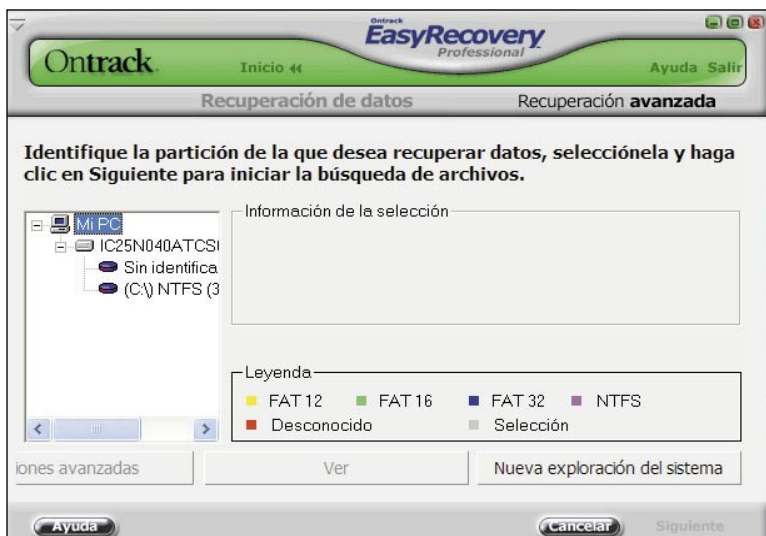 Ontrack
EasyRecovery
Professional
Ontrack
Inicio
Ayuda Salir
Recuperación de datos
Recuperación avanzada
Identifique la partición de la que desea recuperar datos, selecciónela y haga
clic en Siguiente para iniciar la búsqueda de archivos.
Mi PC
IC25N040ATCS
Sin identifica
(C:\) NTFS (3
Información de la selección
Leyenda
FAT 12 FAT 16 FAT 32 NTFS
Desconocido Selección
iones avanzadas
Ver
Nueva exploración del sistema
Ayuda
Cancelar
Siguiente